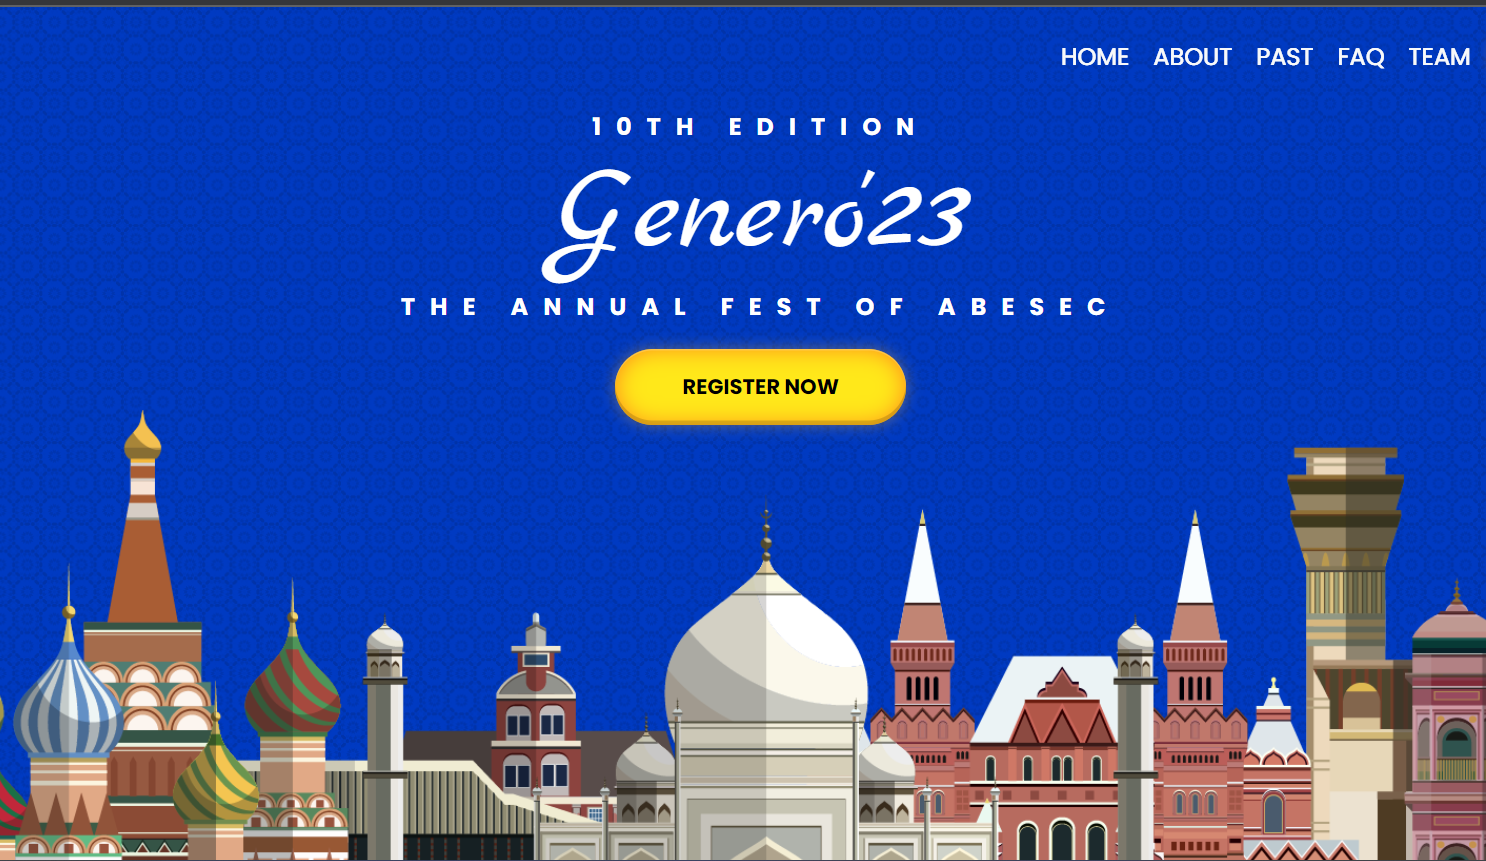 HOME ABOUT PAST FAQ TEAM
10TH EDITION
Generó'23
THE ANNUAL FEST OF ABESEC
REGISTER NOW